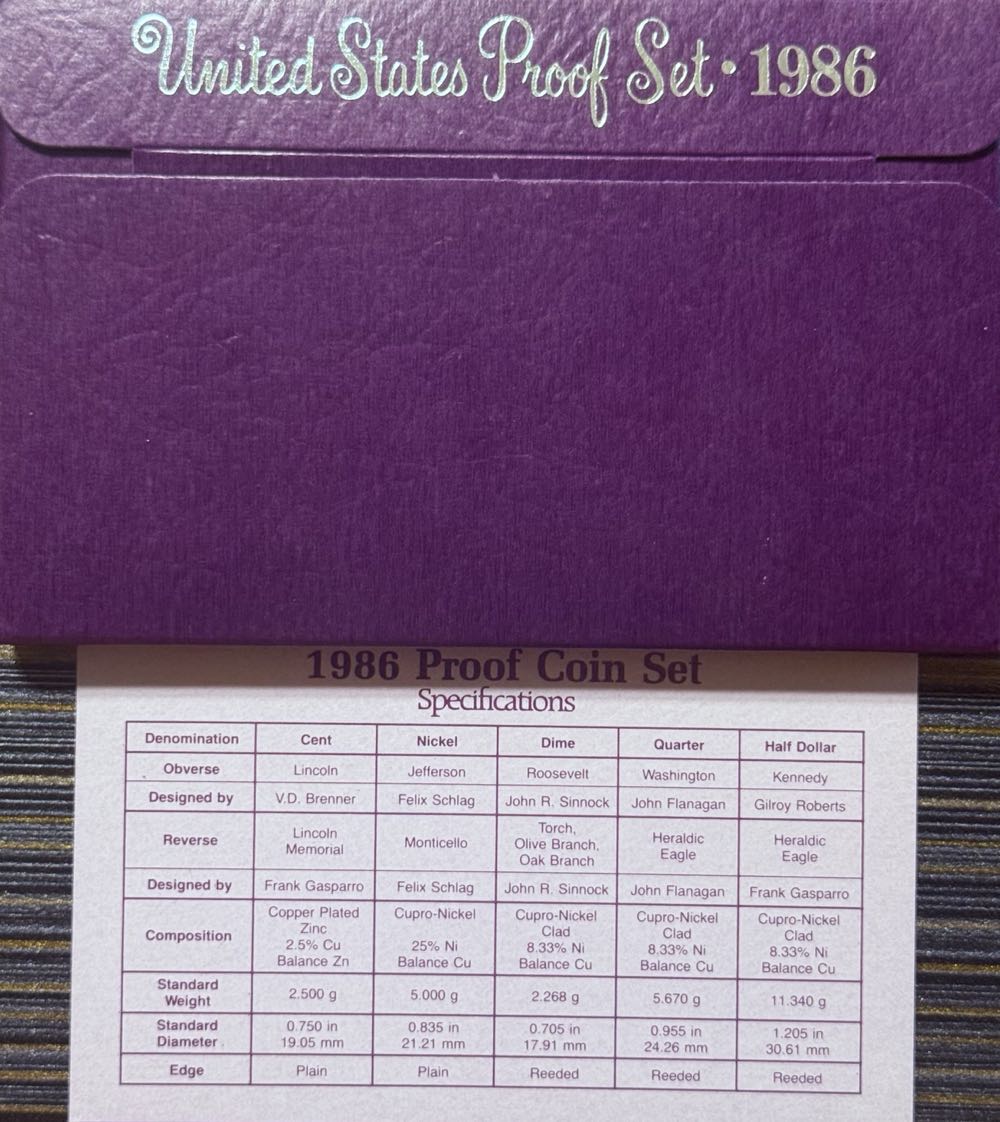 United States Proof Set • 1986
1986 Proof Coin Set
Specifications
Denomination Cent Nickel Dime Quarter Half Dollar
Obverse Lincoln Jefferson Roosevelt Washington Kennedy
Designed by V.D. Brenner Felix Schlag John R. Sinnock John Flanagan Gilroy Roberts
Reverse Lincoln Memorial Monticello Torch, Olive Branch, Oak Branch Heraldic Eagle Heraldic Eagle
Designed by Frank Gasparro Felix Schlag John R. Sinnock John Flanagan Frank Gasparro
Composition Copper Plated Zinc 2.5% Cu Balance Zn Cupro-Nickel 25% Ni Balance Cu Cupro-Nickel Clad 8.33% Ni Balance Cu Cupro-Nickel Clad 8.33% Ni Balance Cu Cupro-Nickel Clad 8.33% Ni Balance Cu
Standard Weight 2.500 g 5.000 g 2.268 g 5.670 g 11.340 g
Standard Diameter 0.750 in 19.05 mm 0.835 in 21.21 mm 0.705 in 17.91 mm 0.955 in 24.26 mm 1.205 in 30.61 mm
Edge Plain Plain Reeded Reeded Reeded